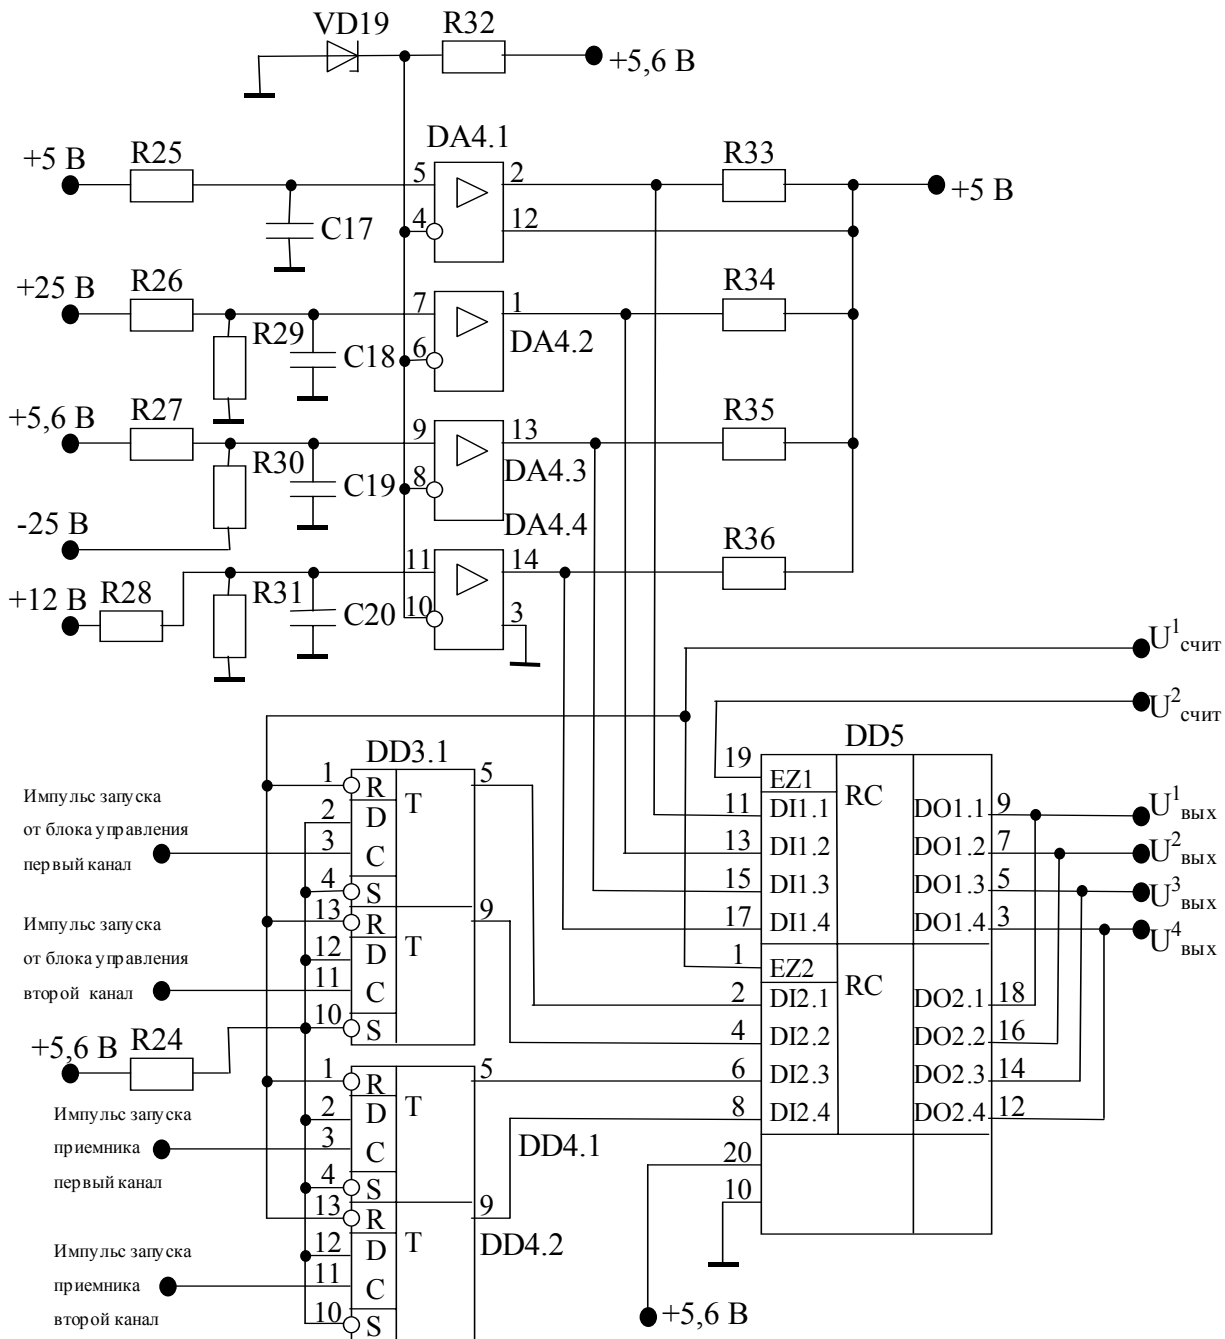 VD19
R32
+5,6 В
DA4.1
+5 В
R25
5
2
R33
+5 В
C17
4
12
+25 В
R26
7
1
R34
R29
C18
6
DA4.2
+5,6 В
R27
9
13
R35
R30
C19
8
DA4.3
-25 В
DA4.4
R36
11
14
+12 В
R28
R31
C20
10
3
U¹счит
U²счит
DD3.1
DD5
19
EZ1
RC
1
R
T
5
Импульс запуска
от блока управления
первый канал
2
D
3
C
4
S
11
DI1.1
DO1.1
9
U¹вых
13
DI1.2
DO1.2
7
U²вых
15
DI1.3
DO1.3
5
U³вых
17
DI1.4
DO1.4
3
U⁴вых
13
R
T
9
Импульс запуска
от блока управления
второй канал
12
D
11
C
10
S
1
EZ2
RC
2
DI2.1
DO2.1
18
4
DI2.2
DO2.2
16
6
DI2.3
DO2.3
14
8
DI2.4
DO2.4
12
+5,6 В
R24
1
R
T
5
Импульс запуска
приемника
первый канал
2
D
3
C
4
S
DD4.1
20
10
13
R
T
9
DD4.2
Импульс запуска
приемника
второй канал
12
D
11
C
10
S
+5,6 В